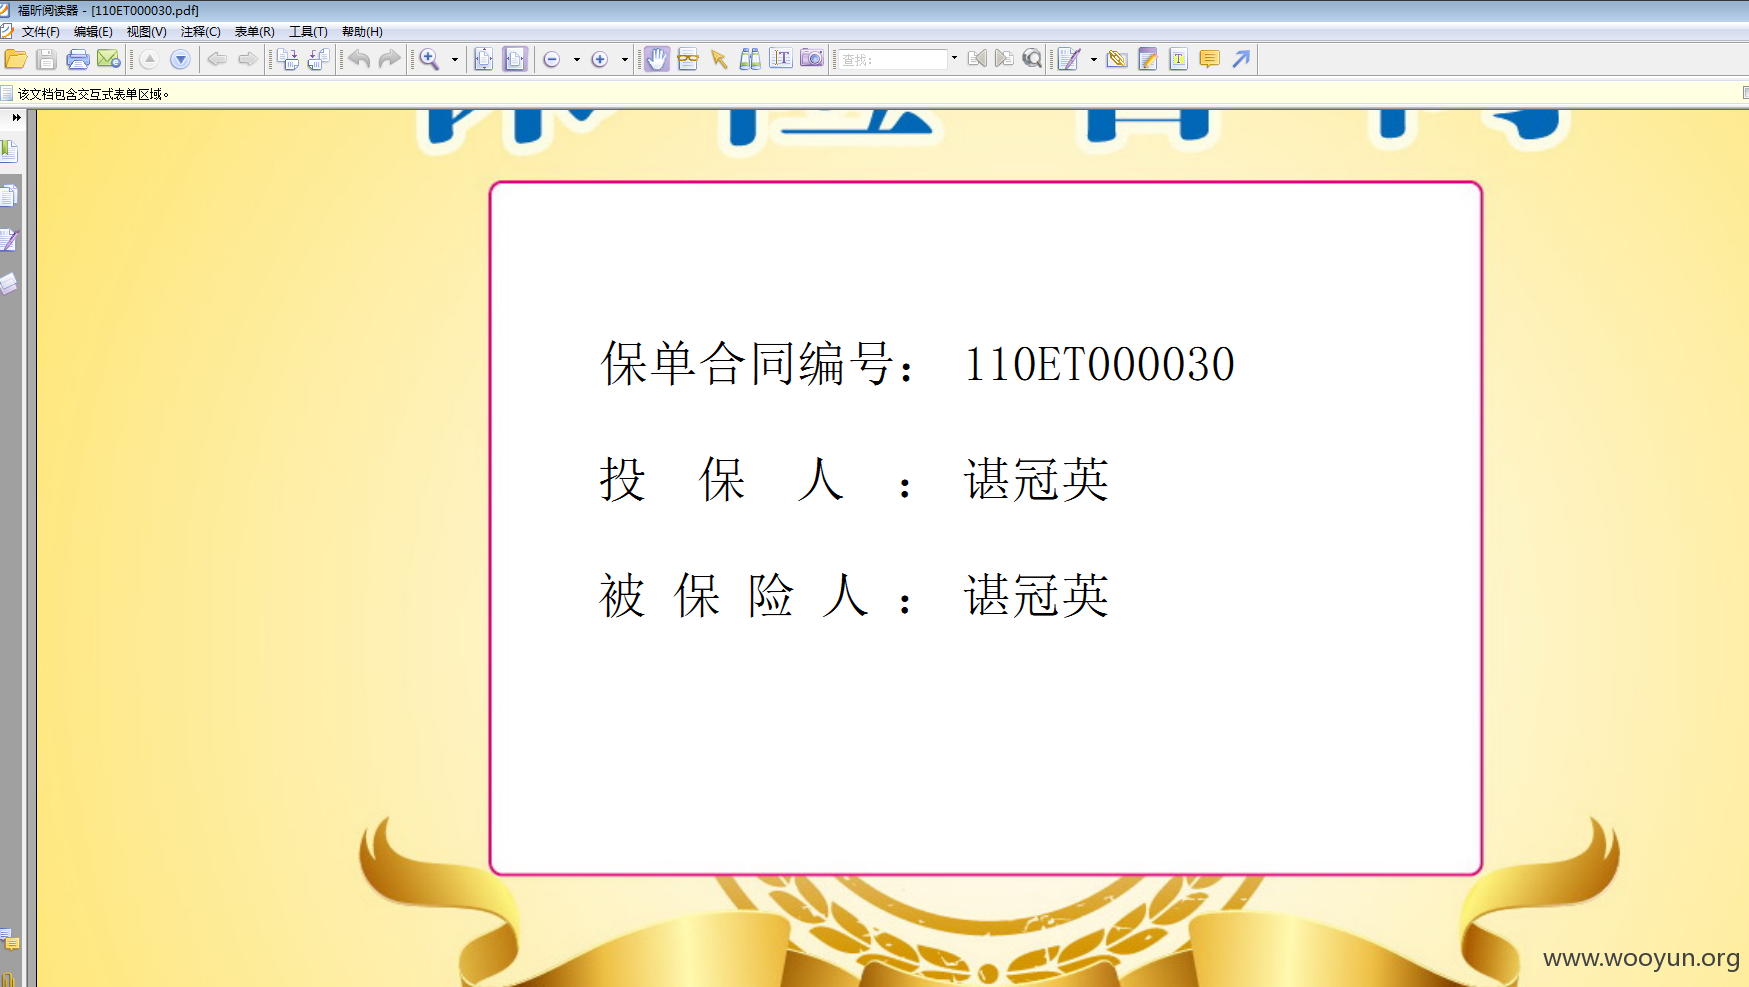 福昕阅读器 - [110ET000030.pdf]
文件(F) 编辑(E) 视图(V) 注释(C) 表单(R) 工具(T) 帮助(H)
查找:
该文档包含交互式表单区域。
保单合同编号： 110ET000030
投保人： 谌冠英
被保险人： 谌冠英
www.wooyun.org